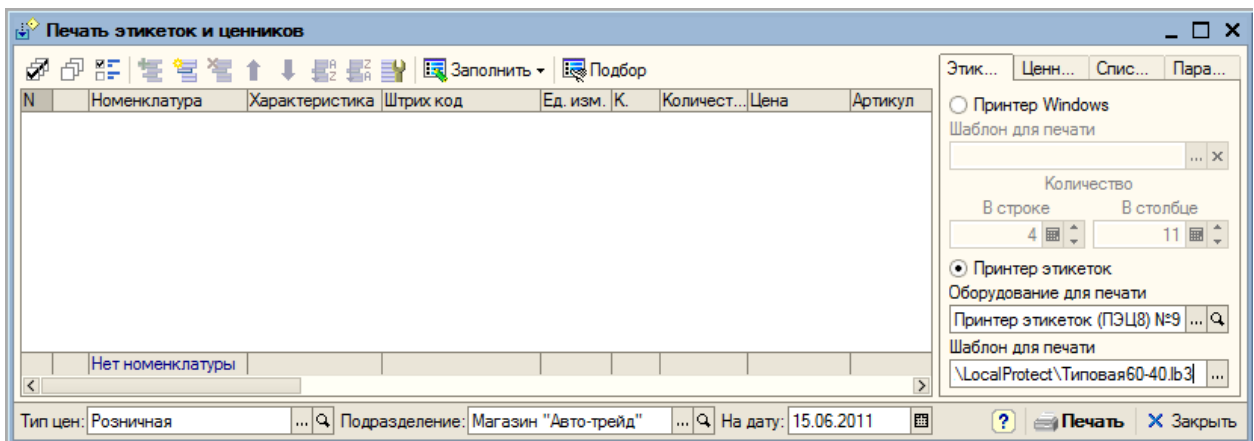 Печать этикеток и ценников
Заполнить
Подбор
N Номенклатура Характеристика Штрих код Ед. изм. К. Количест... Цена Артикул
Нет номенклатуры
Этик... Ценн... Спис... Пара...
Принтер Windows
Шаблон для печати
Количество
В строке В столбце
4 11
Принтер этикеток
Оборудование для печати
Принтер этикеток (ПЭЦ8) №9 ...
Шаблон для печати
\LocalProtect\Типовая60-40.lb3 ...
Тип цен: Розничная ... Подразделение: Магазин "Авто-трейд" ... На дату: 15.06.2011 ? Печать Закрыть